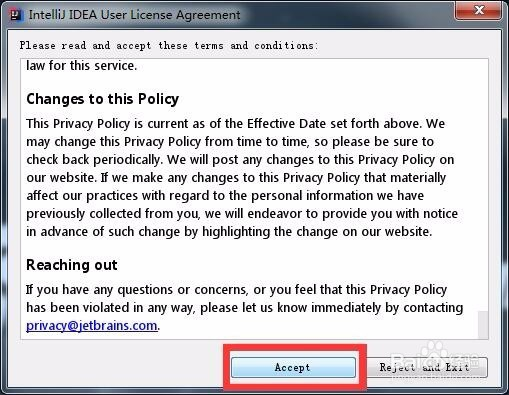 IntelliJ IDEA User License Agreement
Please read and accept these terms and conditions:
law for this service.
Changes to this Policy
This Privacy Policy is current as of the Effective Date set forth above. We
may change this Privacy Policy from time to time, so please be sure to
check back periodically. We will post any changes to this Privacy Policy on
our website. If we make any changes to this Privacy Policy that materially
affect our practices with regard to the personal information we have
previously collected from you, we will endeavor to provide you with notice
in advance of such change by highlighting the change on our website.
Reaching out
If you have any questions or concerns, or you feel that this Privacy Policy
has been violated in any way, please let us know immediately by contacting
privacy@jetbrains.com.
Accept
Reject and Exit